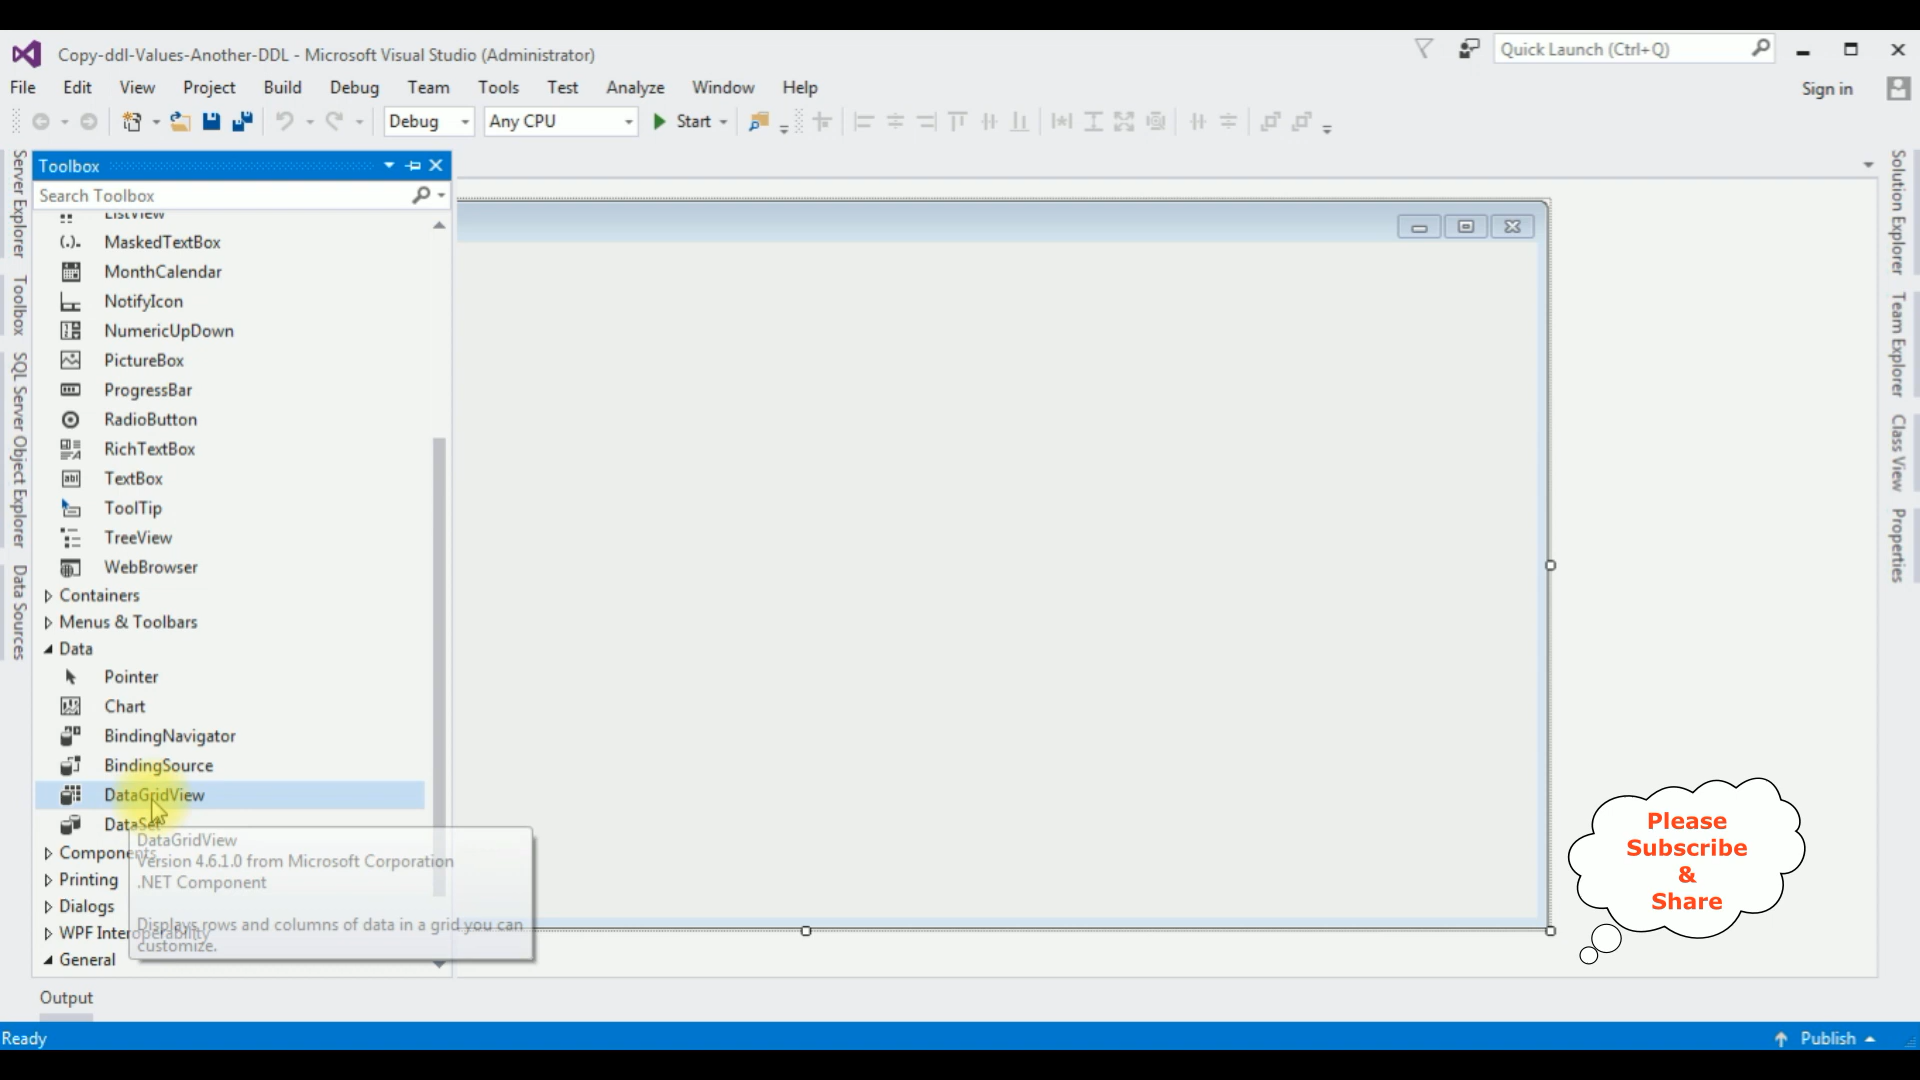 Copy-ddl-Values-Another-DDL - Microsoft Visual Studio (Administrator)
Quick Launch (Ctrl+Q)
File Edit View Project Build Debug Team Tools Test Analyze Window Help
Sign in
Debug Any CPU Start
Server Explorer
Toolbox
SQL Server Object Explorer
Data Sources
Toolbox
Search Toolbox
ListView
MaskedTextBox
MonthCalendar
NotifyIcon
NumericUpDown
PictureBox
ProgressBar
RadioButton
RichTextBox
TextBox
ToolTip
TreeView
WebBrowser
Containers
Menus & Toolbars
Data
Pointer
Chart
BindingNavigator
BindingSource
DataGridView
DataSet
Components
Printing
Dialogs
WPF Interoperability
General
DataGridView
Version 4.6.1.0 from Microsoft Corporation
.NET Component
Displays rows and columns of data in a grid you can
customize.
Solution Explorer
Team Explorer
Class View
Properties
Please
Subscribe
&
Share
Output
Ready
Publish